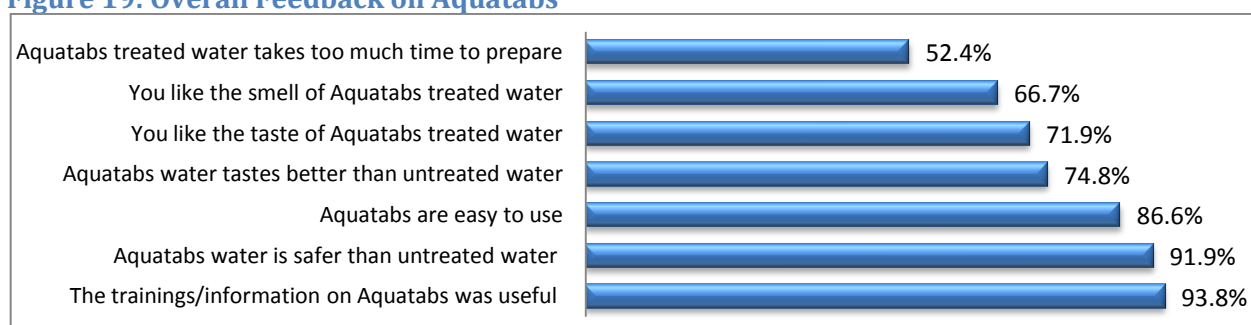 Figure 19: Overall Feedback on Aquatabs
Aquatabs treated water takes too much time to prepare 52.4%
You like the smell of Aquatabs treated water 66.7%
You like the taste of Aquatabs treated water 71.9%
Aquatabs water tastes better than untreated water 74.8%
Aquatabs are easy to use 86.6%
Aquatabs water is safer than untreated water 91.9%
The trainings/information on Aquatabs was useful 93.8%